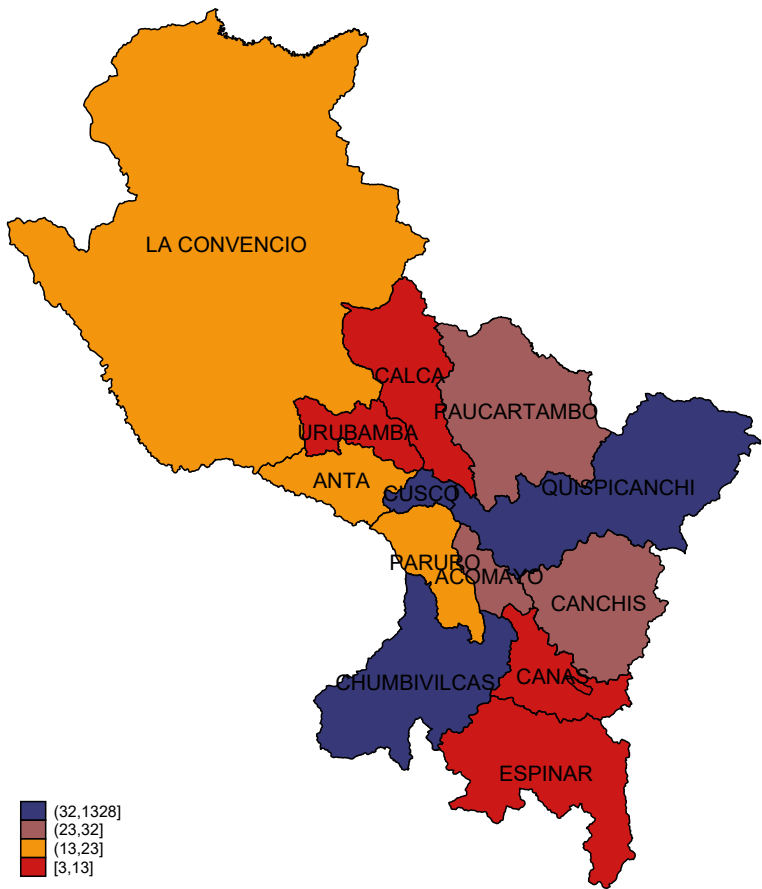 LA CONVENCIO
CALCA
PAUCARTAMBO
URUBAMBA
ANTA
CUSCO
QUISPICANCHI
PARURO
ACOMAYO
CANCHIS
CHUMBIVILCAS
CANAS
ESPINAR
(32,1328]
(23,32]
(13,23]
[3,13]